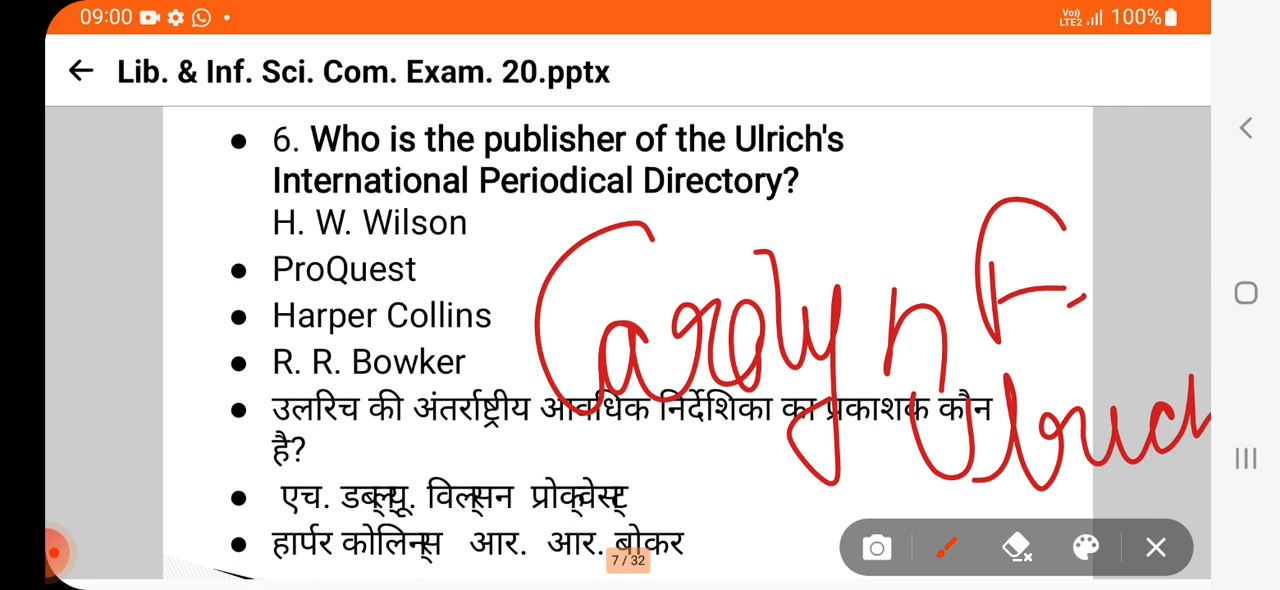 09:00 Vo)) LTE2 100%
Lib. & Inf. Sci. Com. Exam. 20.pptx
• 6. Who is the publisher of the Ulrich's
International Periodical Directory?
H. W. Wilson
• ProQuest
• Harper Collins
• R. R. Bowker
Carolyn F.
Ulrich
• उलरिच की अंतर्राष्ट्रीय आवधिक निर्देशिका का प्रकाशक कौन
है?
• एच. डब्ल्यू. विल्सन प्रोक्वेस्ट
• हार्पर कोलिन्स आर. आर. बोकर
7 / 32